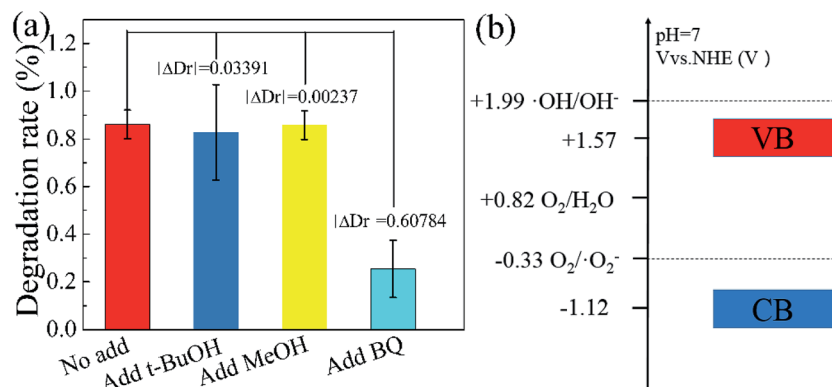 (a)
Degradation rate (%)
1.2
1.0
0.8
0.6
0.4
0.2
0.0
|ΔDr|=0.03391
|ΔDr|=0.00237
|ΔDr =0.60784
No add
Add t-BuOH
Add MeOH
Add BQ
(b)
pH=7
Vvs.NHE (V )
+1.99 ·OH/OH-
+1.57
+0.82 O₂/H₂O
-0.33 O₂/·O₂-
-1.12
VB
CB